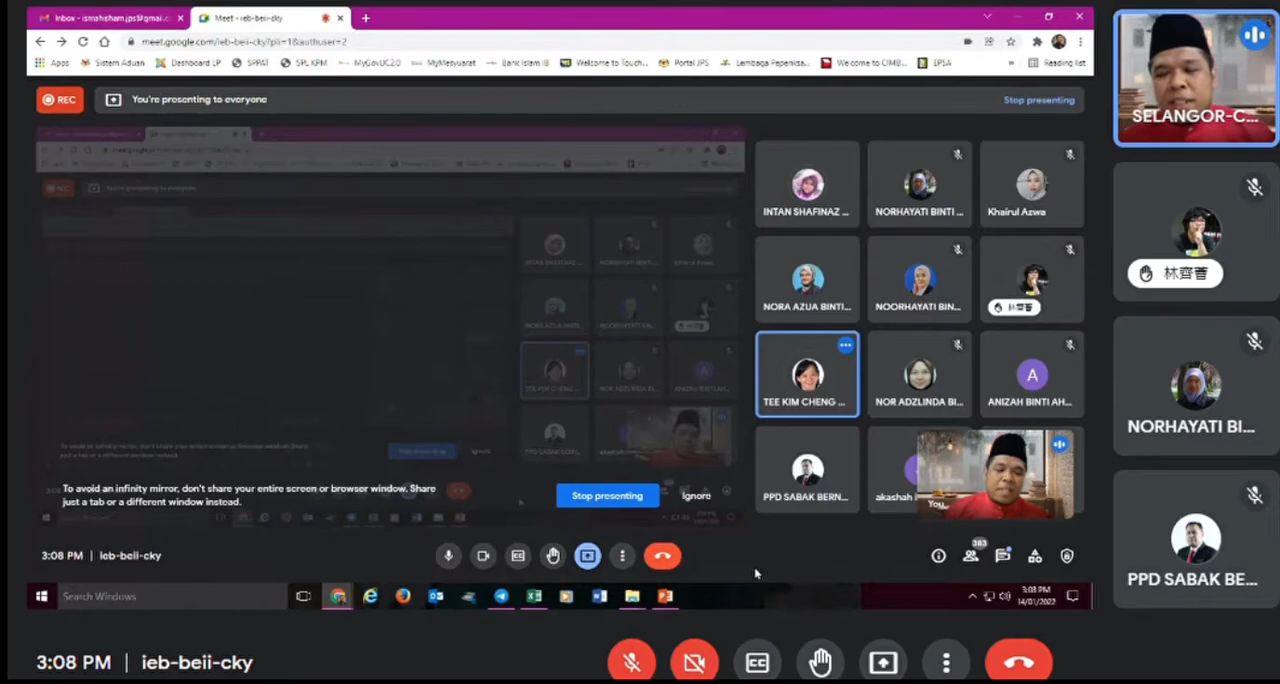 Inbox - ismahisham.jps@gmail.c
Meet - ieb-beii-cky
meet.google.com/ieb-beii-cky?pli=1&authuser=2
Apps
Sistem Aduan
Dashboard LP
SPPAT
SPL KPM
MyGovUC2.0
MyMesyuarat
Bank Islam IB
Welcome to Touch...
Portal JPS
Lembaga Peperiksa...
Welcome to CIMB...
EPSA
»
Reading list
REC
You're presenting to everyone
Stop presenting
SELANGOR-C...
INTAN SHAFINAZ ...
NORHAYATI BINTI ...
Khairul Azwa
NORA AZUA BINTI...
NOORHAYATI BIN...
林齊薈
TEE KIM CHENG ...
NOR ADZLINDA BI...
A
ANIZAH BINTI AH...
PPD SABAK BERN...
akashah
You
林齊薈
NORHAYATI BI...
PPD SABAK BE...
To avoid an infinity mirror, don't share your entire screen or browser window. Share
just a tab or a different window instead.
Stop presenting
Ignore
3:08 PM | ieb-beii-cky
383
Search Windows
3:08 PM
14/01/2022
3:08 PM | ieb-beii-cky